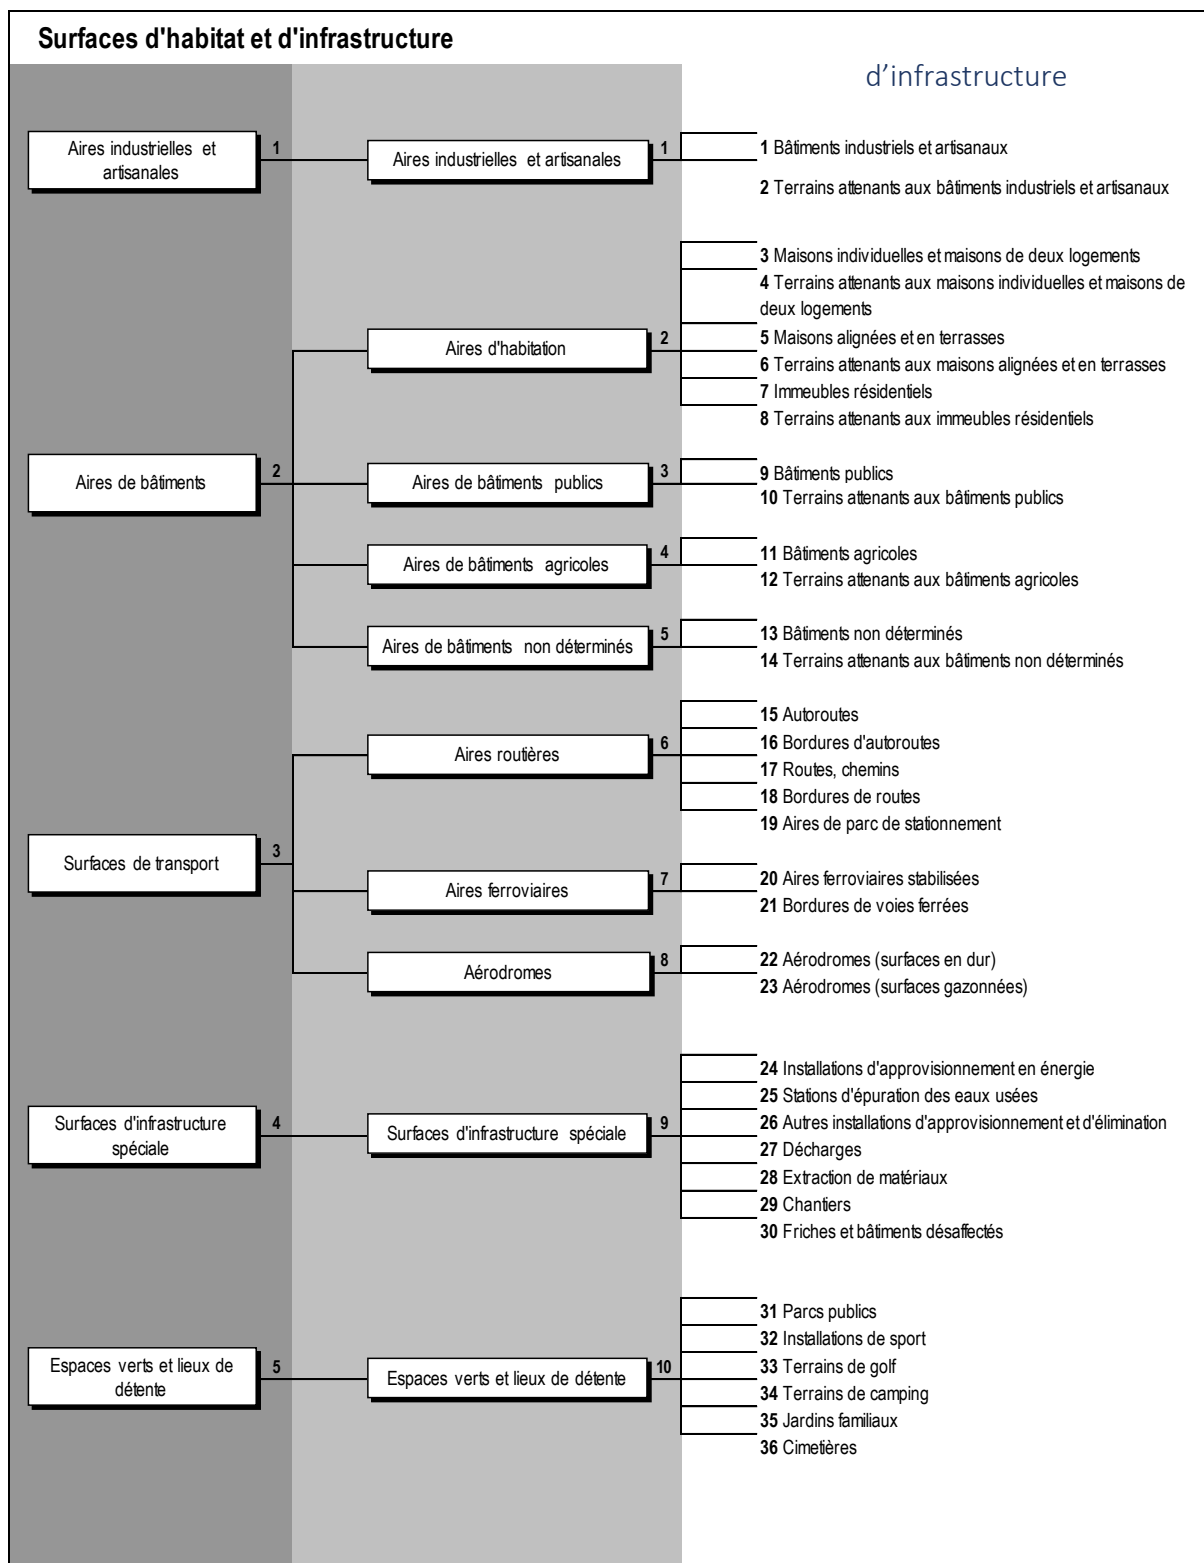 Surfaces d'habitat et d'infrastructure
d'infrastructure
Aires industrielles et
artisanales
1
Aires industrielles et artisanales
1
1 Bâtiments industriels et artisanaux
2 Terrains attenants aux bâtiments industriels et artisanaux
3 Maisons individuelles et maisons de deux logements
4 Terrains attenants aux maisons individuelles et maisons de
deux logements
Aires d'habitation
2
5 Maisons alignées et en terrasses
6 Terrains attenants aux maisons alignées et en terrasses
7 Immeubles résidentiels
8 Terrains attenants aux immeubles résidentiels
Aires de bâtiments
2
Aires de bâtiments publics
3
9 Bâtiments publics
10 Terrains attenants aux bâtiments publics
Aires de bâtiments agricoles
4
11 Bâtiments agricoles
12 Terrains attenants aux bâtiments agricoles
Aires de bâtiments non déterminés
5
13 Bâtiments non déterminés
14 Terrains attenants aux bâtiments non déterminés
Aires routières
6
15 Autoroutes
16 Bordures d'autoroutes
17 Routes, chemins
18 Bordures de routes
19 Aires de parc de stationnement
Surfaces de transport
3
Aires ferroviaires
7
20 Aires ferroviaires stabilisées
21 Bordures de voies ferrées
Aérodromes
8
22 Aérodromes (surfaces en dur)
23 Aérodromes (surfaces gazonnées)
Surfaces d'infrastructure
spéciale
4
Surfaces d'infrastructure spéciale
9
24 Installations d'approvisionnement en énergie
25 Stations d'épuration des eaux usées
26 Autres installations d'approvisionnement et d'élimination
27 Décharges
28 Extraction de matériaux
29 Chantiers
30 Friches et bâtiments désaffectés
Espaces verts et lieux de
détente
5
Espaces verts et lieux de détente
10
31 Parcs publics
32 Installations de sport
33 Terrains de golf
34 Terrains de camping
35 Jardins familiaux
36 Cimetières